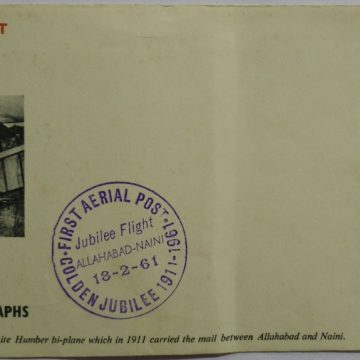 T
·FIRST AERIAL POST·
Jubilee Flight
ALLAHABAD-NAINI
18-2-61
GOLDEN JUBILEE 1911-1961
APHS
ite Humber bi-plane which in 1911 carried the mail between Allahabad and Naini.